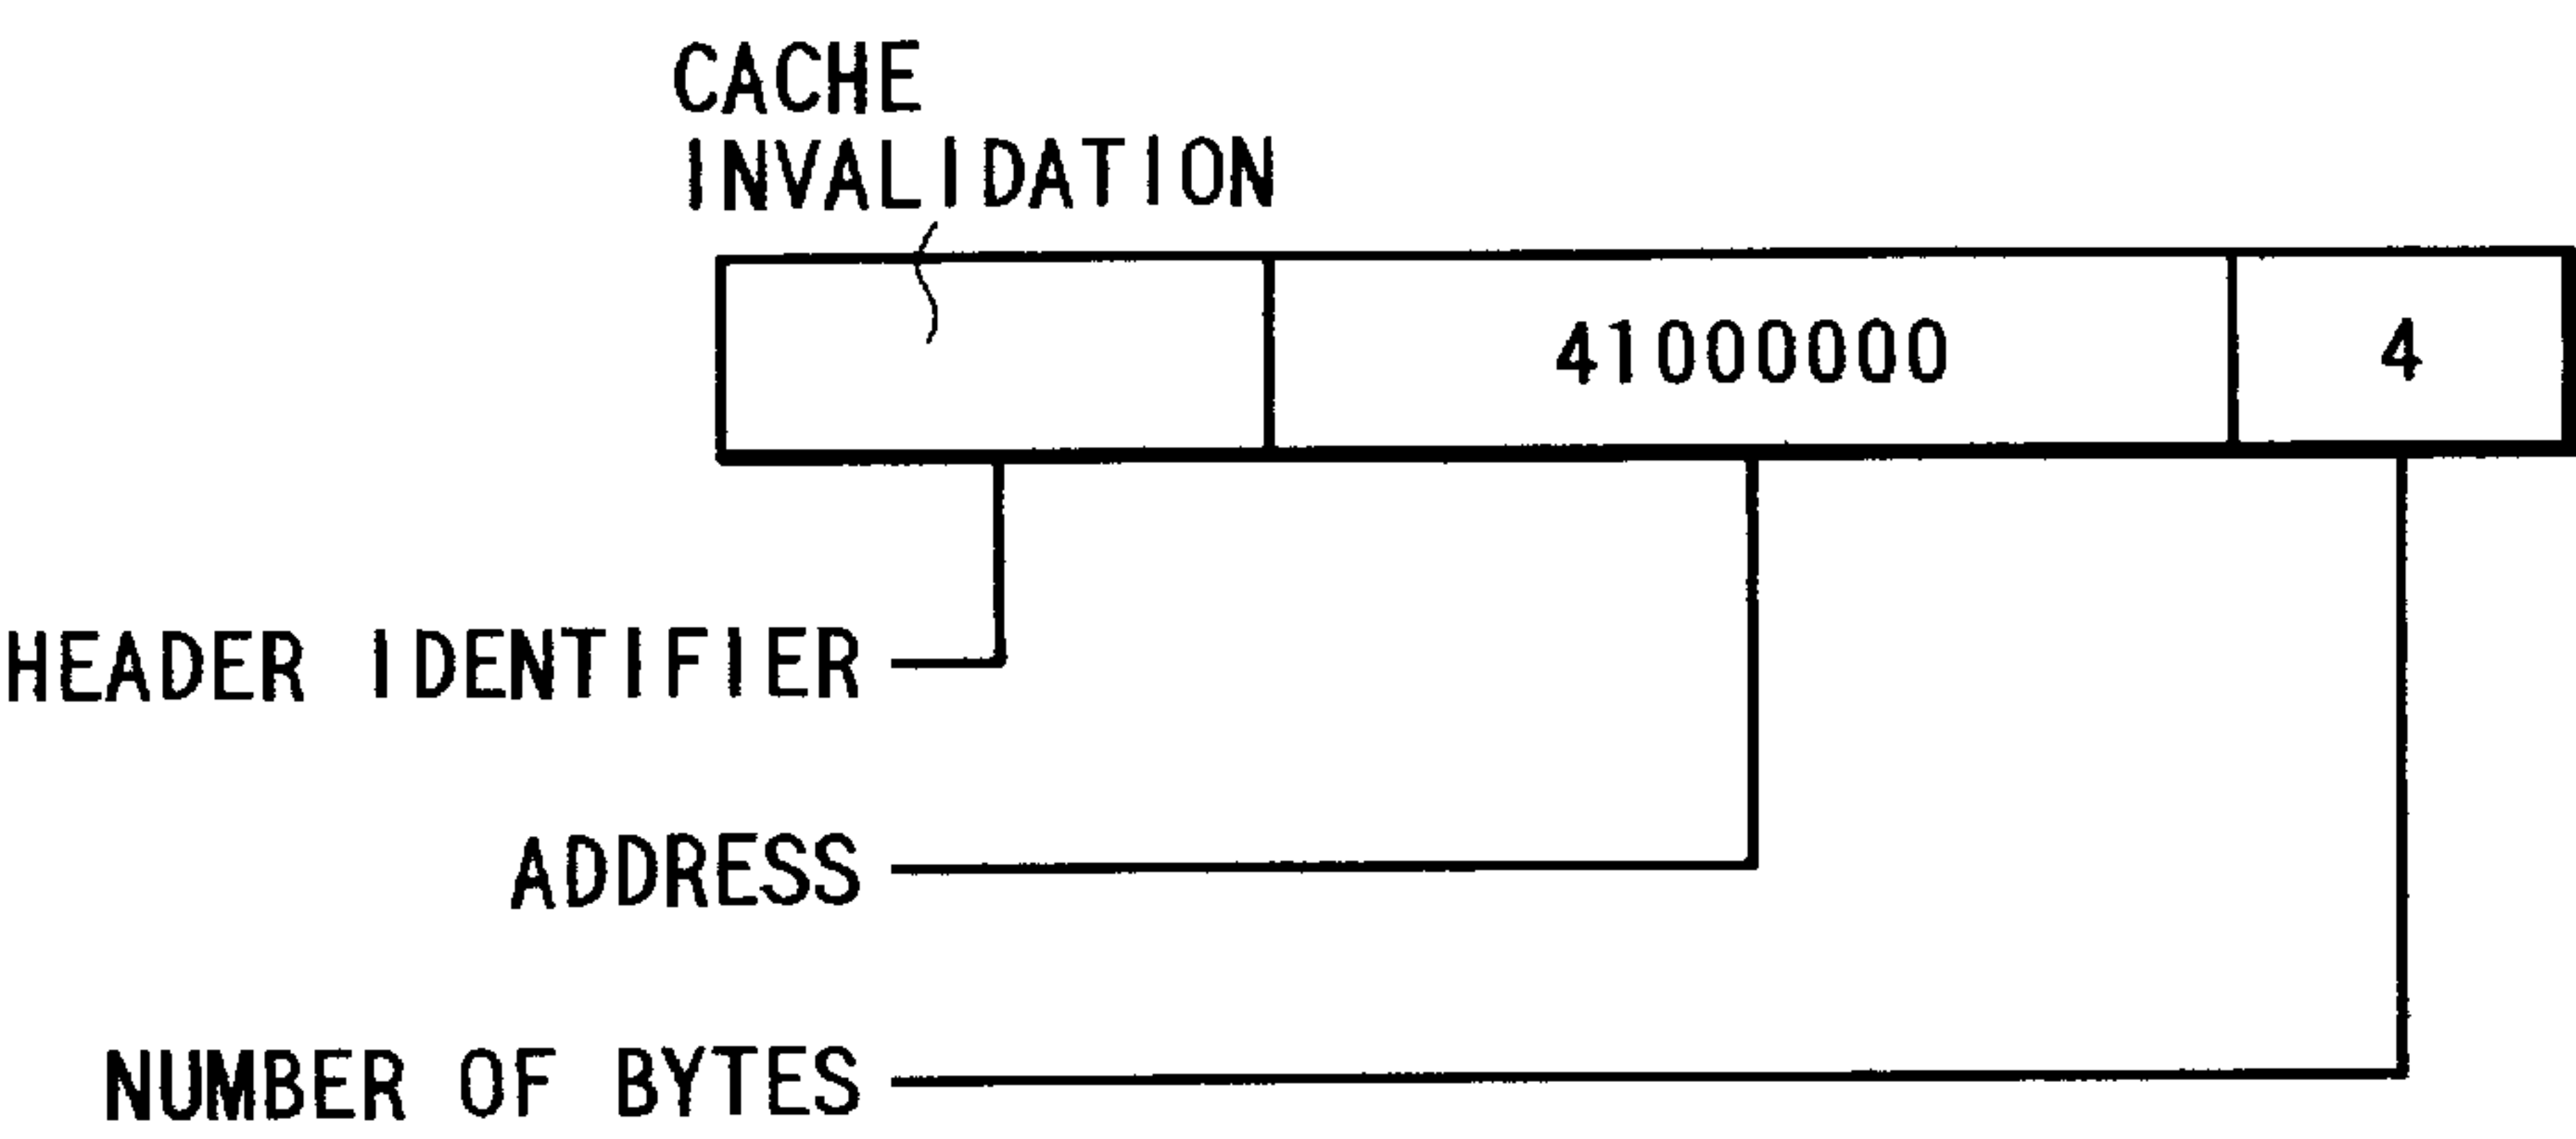 CACHE
INVALIDATION
41000000
4
HEADER IDENTIFIER
ADDRESS
NUMBER OF BYTES